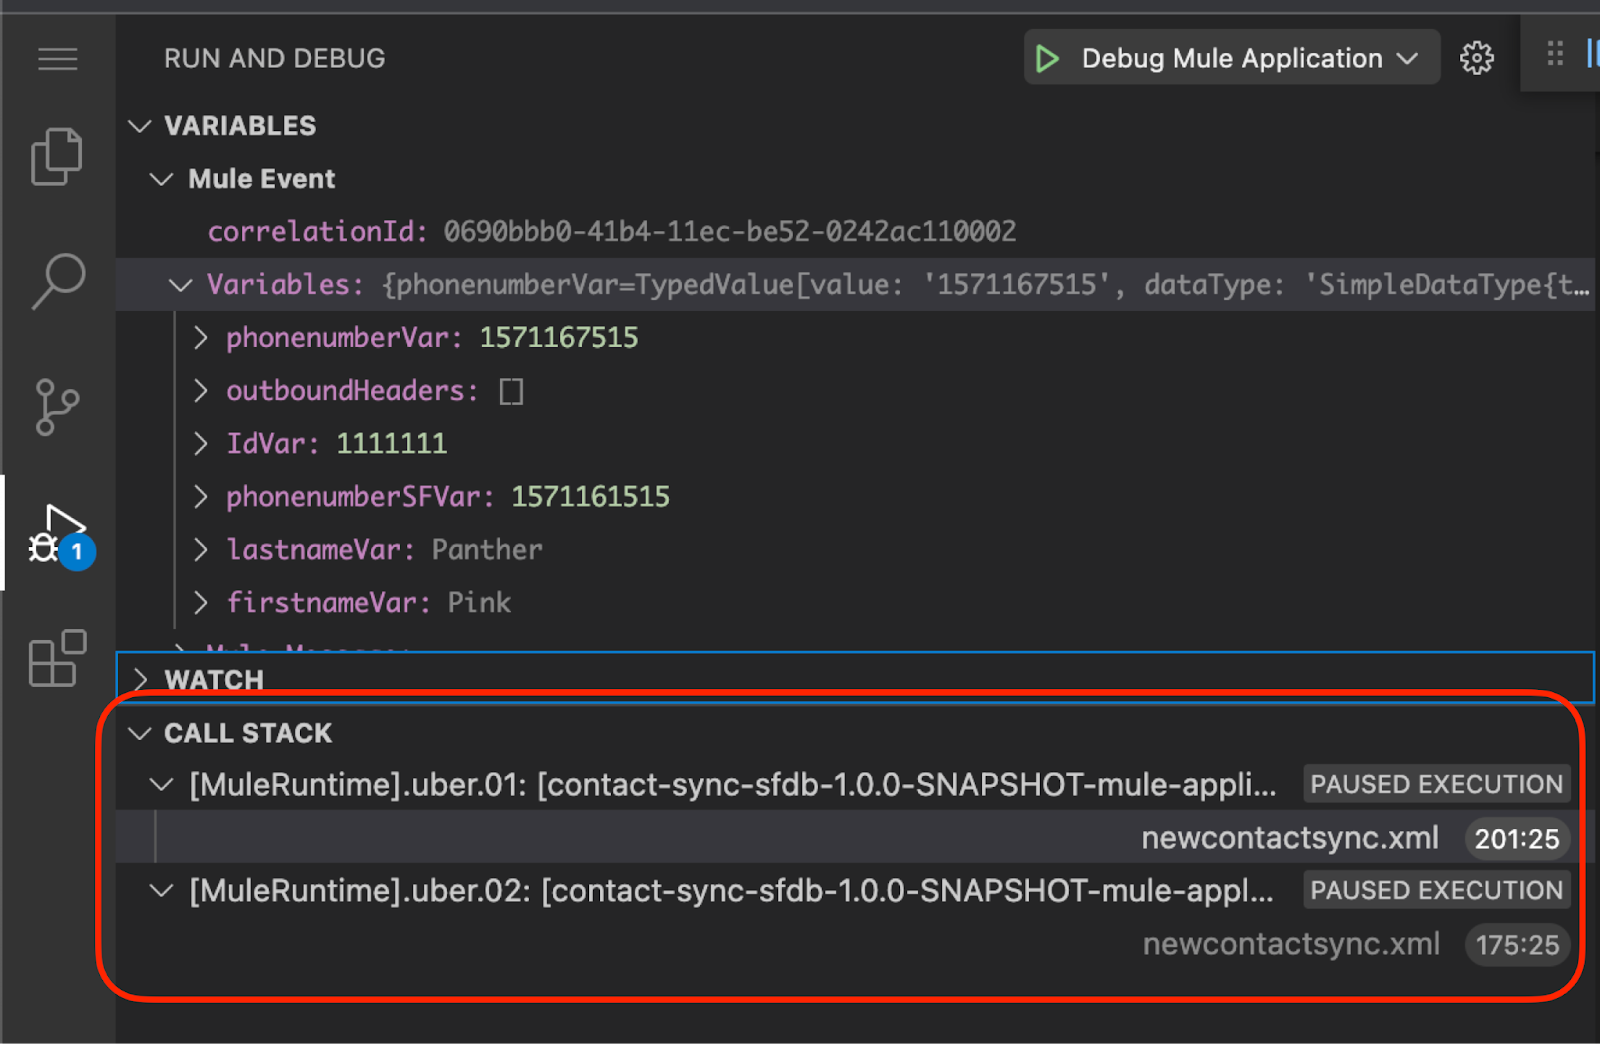 RUN AND DEBUG
Debug Mule Application
VARIABLES
Mule Event
correlationId: 0690bbb0-41b4-11ec-be52-0242ac110002
Variables: {phonenumberVar=TypedValue[value: '1571167515', dataType: 'SimpleDataType{t…
phonenumberVar: 1571167515
outboundHeaders: []
IdVar: 1111111
phonenumberSFVar: 1571161515
lastnameVar: Panther
firstnameVar: Pink
1
WATCH
CALL STACK
[MuleRuntime].uber.01: [contact-sync-sfdb-1.0.0-SNAPSHOT-mule-appli... PAUSED EXECUTION
newcontactsync.xml 201:25
[MuleRuntime].uber.02: [contact-sync-sfdb-1.0.0-SNAPSHOT-mule-appl... PAUSED EXECUTION
newcontactsync.xml 175:25